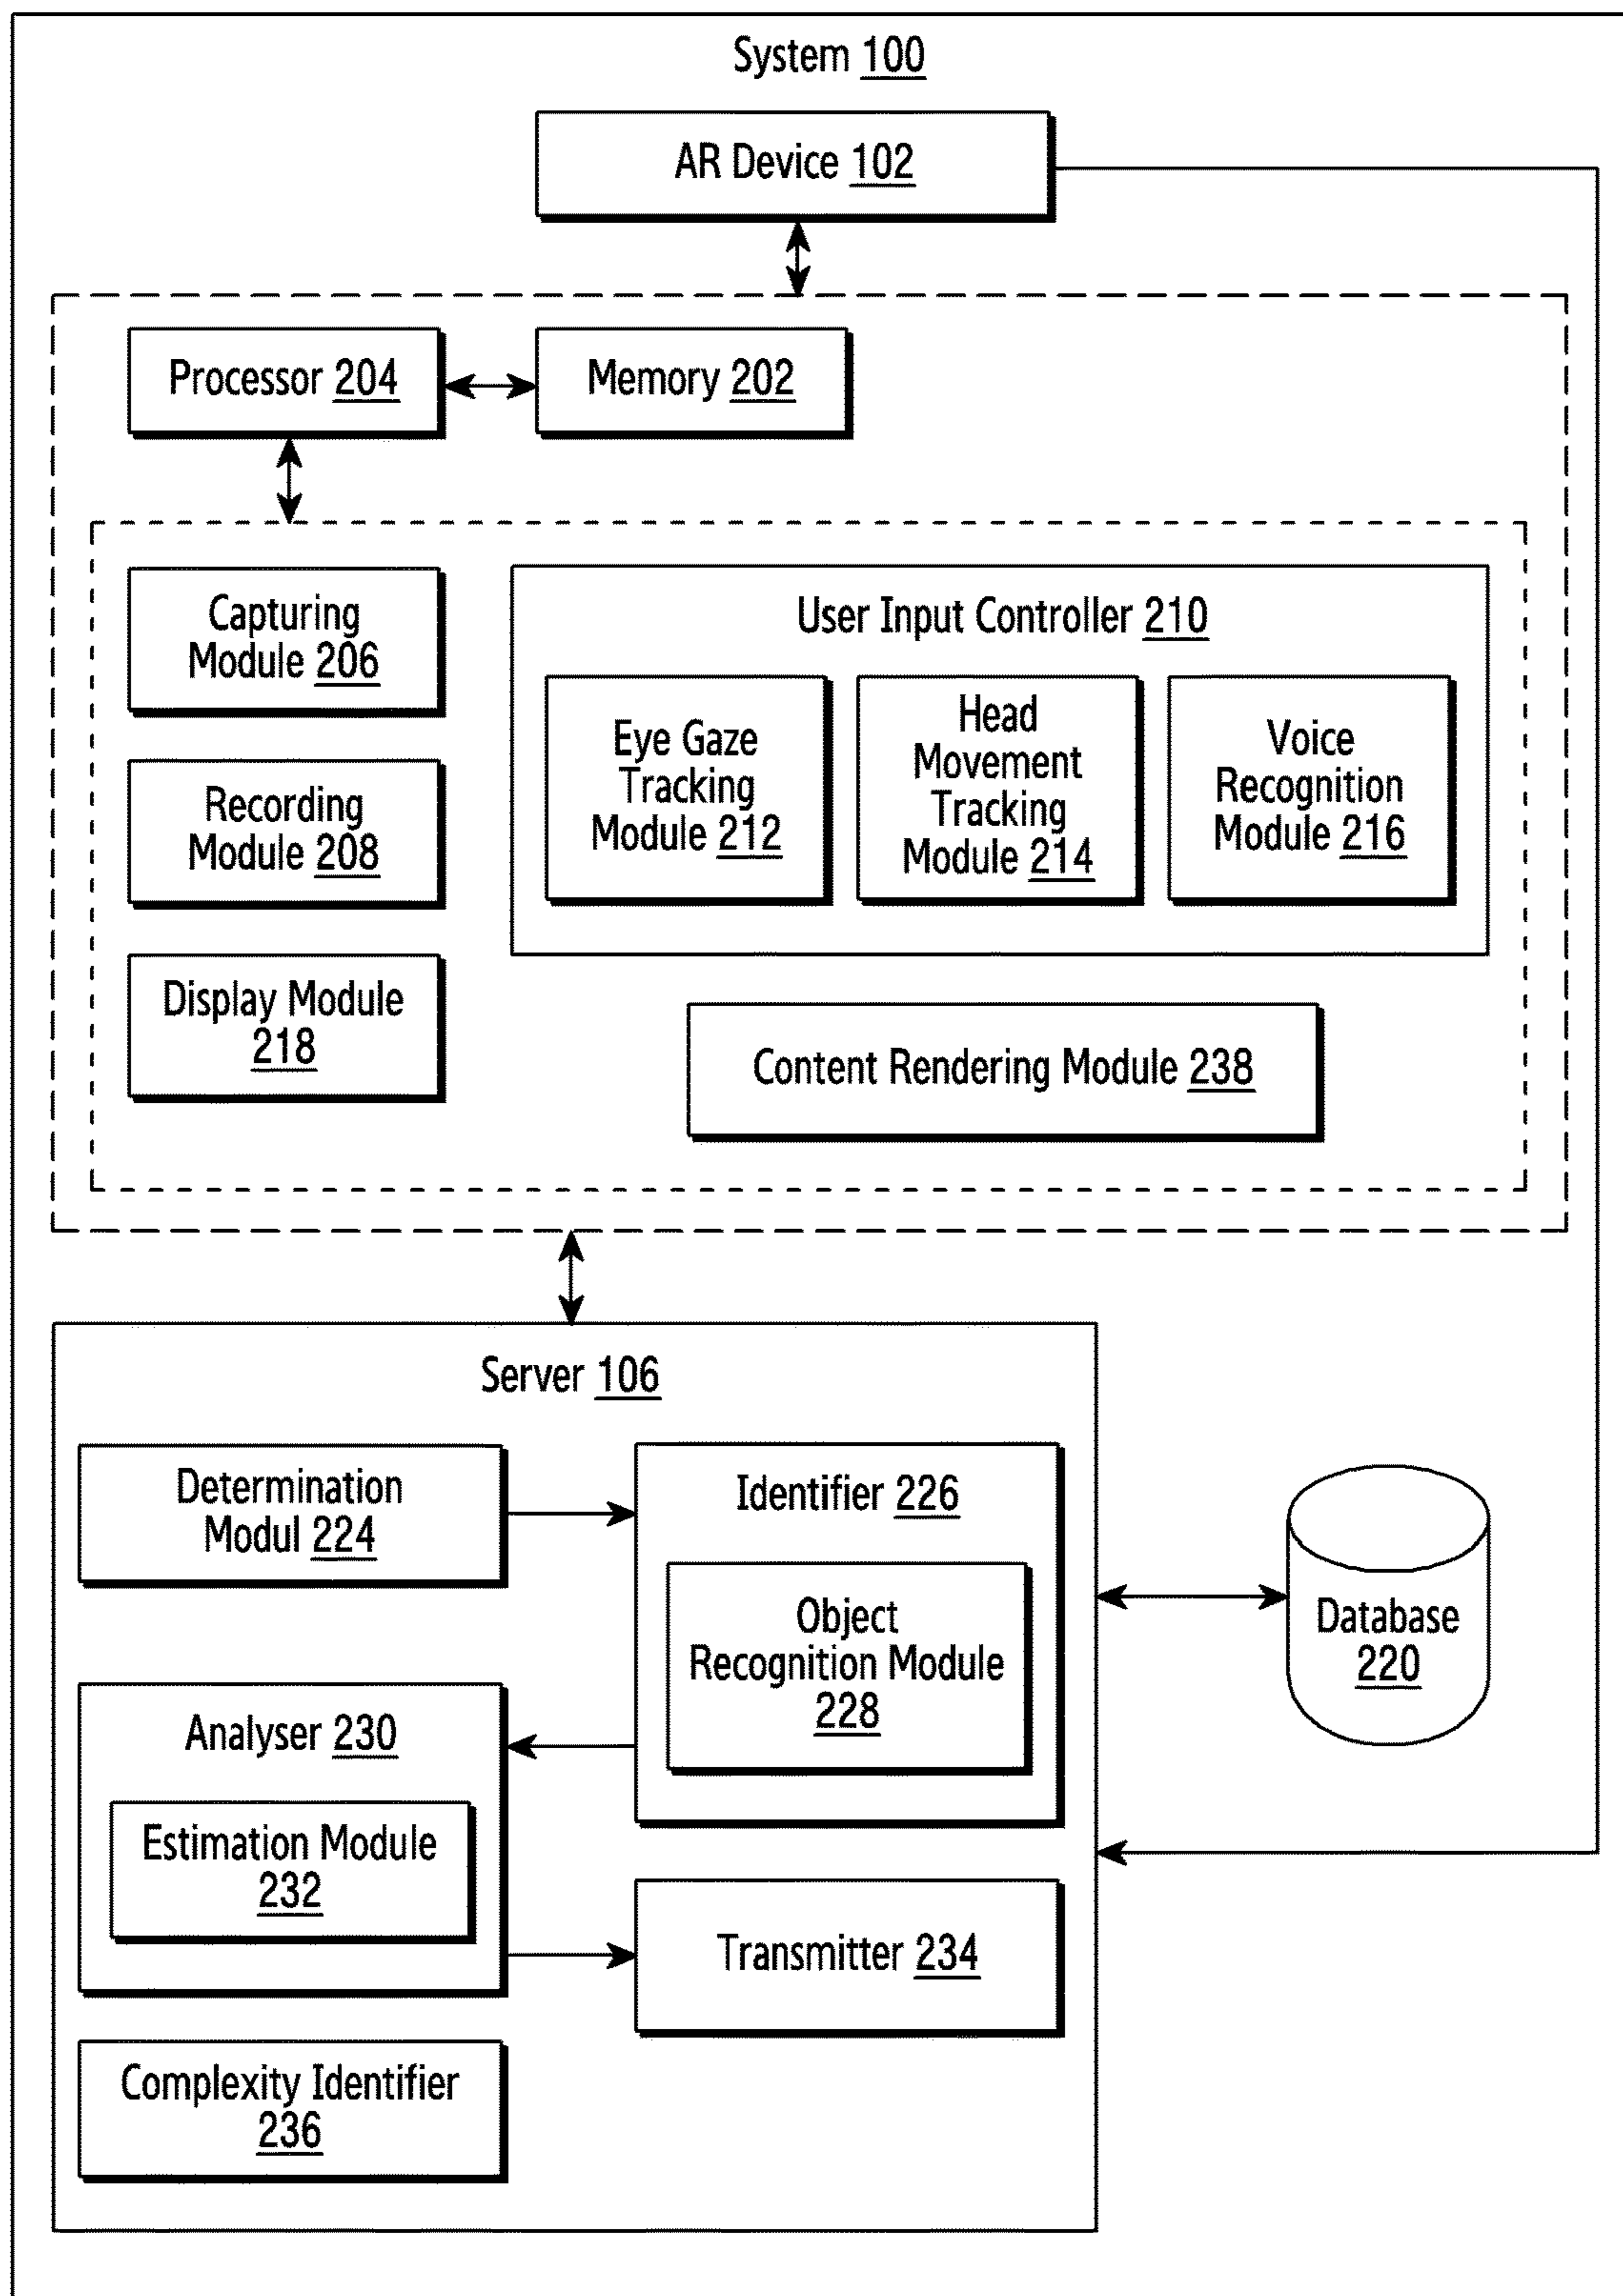 System 100
AR Device 102
Processor 204
Memory 202
Capturing
Module 206
Recording
Module 208
Display Module
218
User Input Controller 210
Eye Gaze
Tracking
Module 212
Head
Movement
Tracking
Module 214
Voice
Recognition
Module 216
Content Rendering Module 238
Server 106
Determination
Modul 224
Identifier 226
Object
Recognition Module
228
Analyser 230
Estimation Module
232
Transmitter 234
Complexity Identifier
236
Database
220